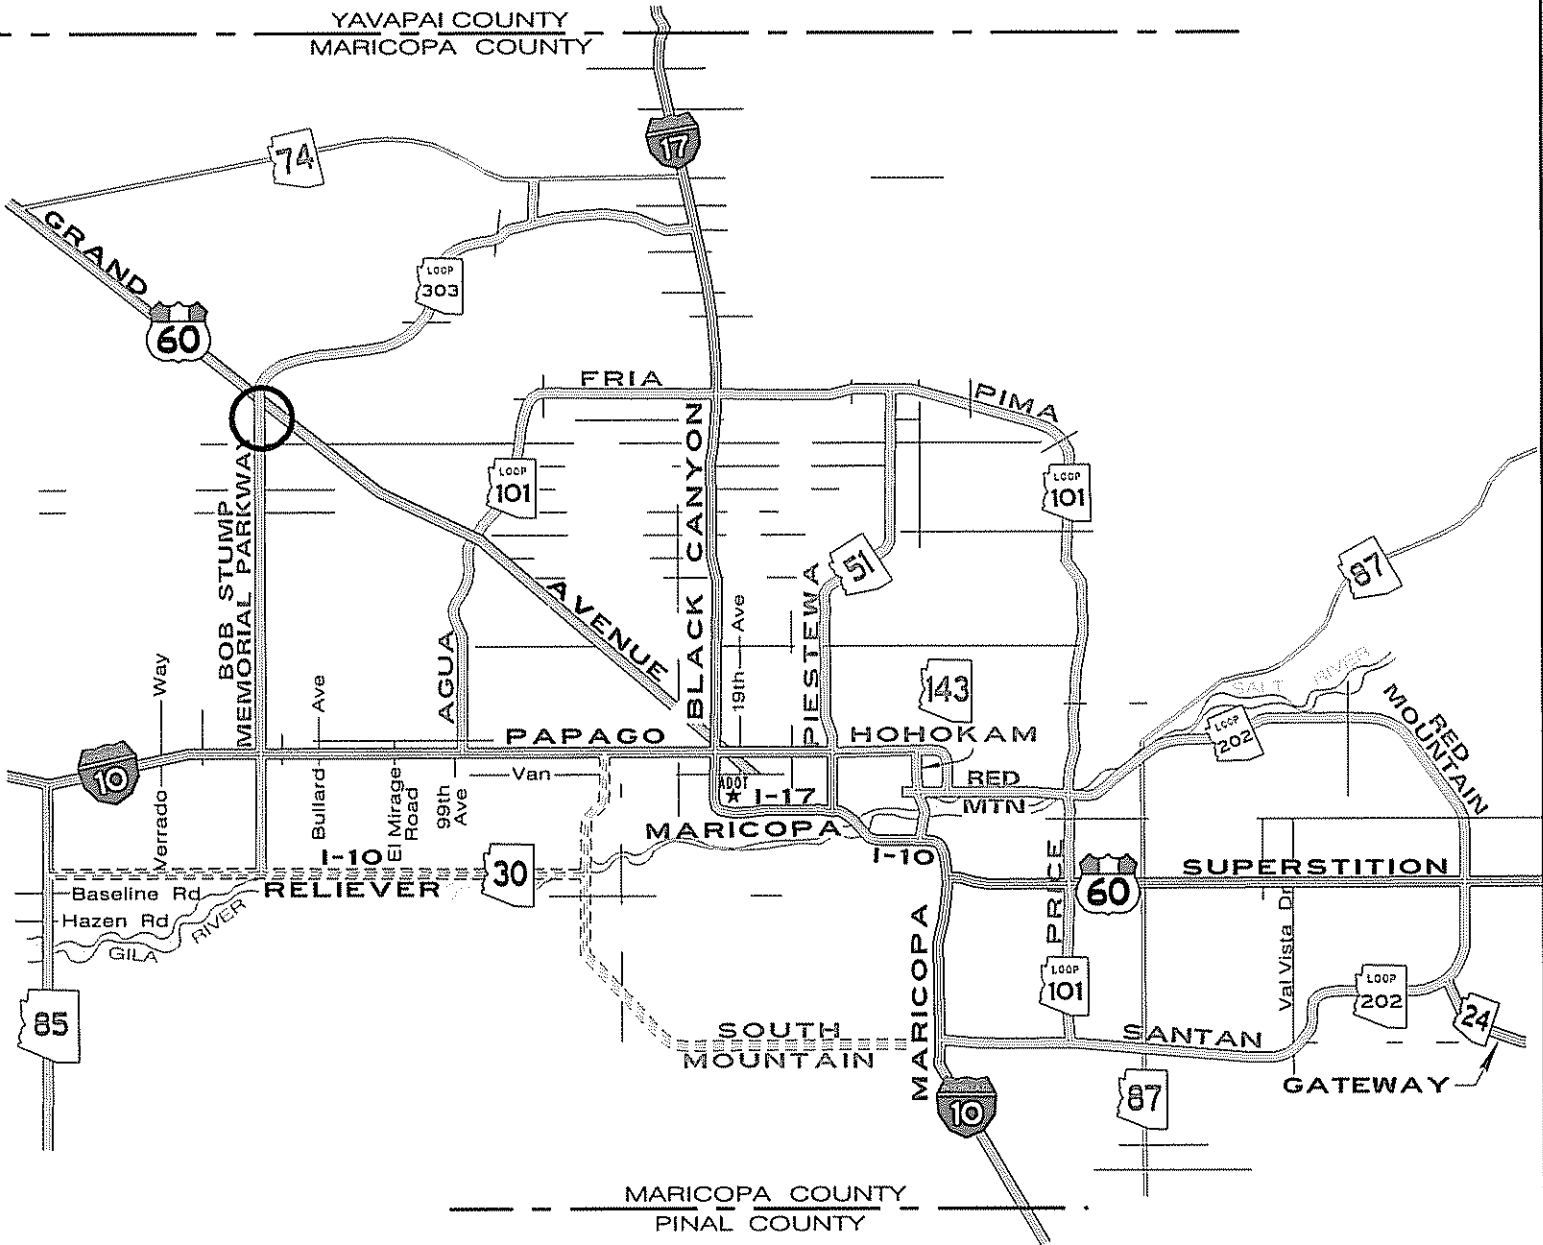 YAVAPAI COUNTY
MARICOPA COUNTY
17
74
GRAND
LOOP
303
60
FRIA
PIMA
BLACK CANYON
LOOP
101
LOOP
101
BOB STUMP
MEMORIAL PARKWAY
51
87
AVENUE
PIESTEWA
19th Ave
AGUA
Verrado Way
Bullard Ave
143
SALT RIVER
RED
MOUNTAIN
LOOP
202
PAPAGO
HOHOKAM
10
Van
El Mirage
Road
99th
Ave
ADOT
I-17
RED
MTN
MARICOPA
I-10
I-10
RELIEVER
30
PRICE
60
SUPERSTITION
Baseline Rd
Hazen Rd
GILA RIVER
MARICOPA
Val Vista Dr
85
LOOP
101
LOOP
202
24
SOUTH
MOUNTAIN
SANTAN
GATEWAY
10
87
MARICOPA COUNTY
PINAL COUNTY